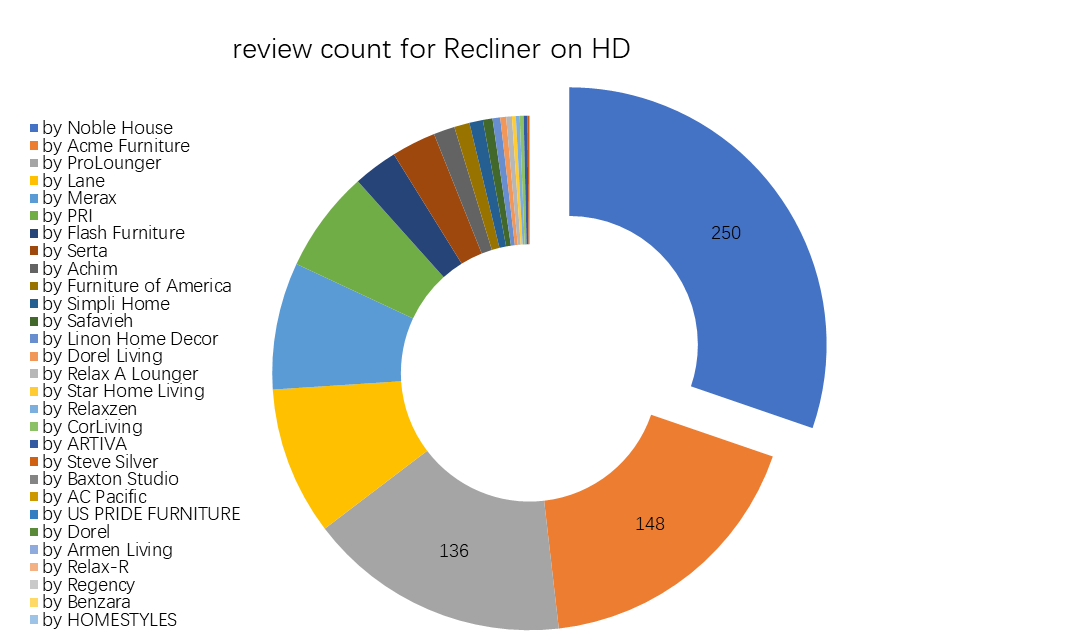 review count for Recliner on HD
by Noble House
by Acme Furniture
by ProLounger
by Lane
by Merax
by PRI
by Flash Furniture
by Serta
by Achim
by Furniture of America
by Simpli Home
by Safavieh
by Linon Home Decor
by Dorel Living
by Relax A Lounger
by Star Home Living
by Relaxzen
by CorLiving
by ARTIVA
by Steve Silver
by Baxton Studio
by AC Pacific
by US PRIDE FURNITURE
by Dorel
by Armen Living
by Relax-R
by Regency
by Benzara
by HOMESTYLES
250
148
136